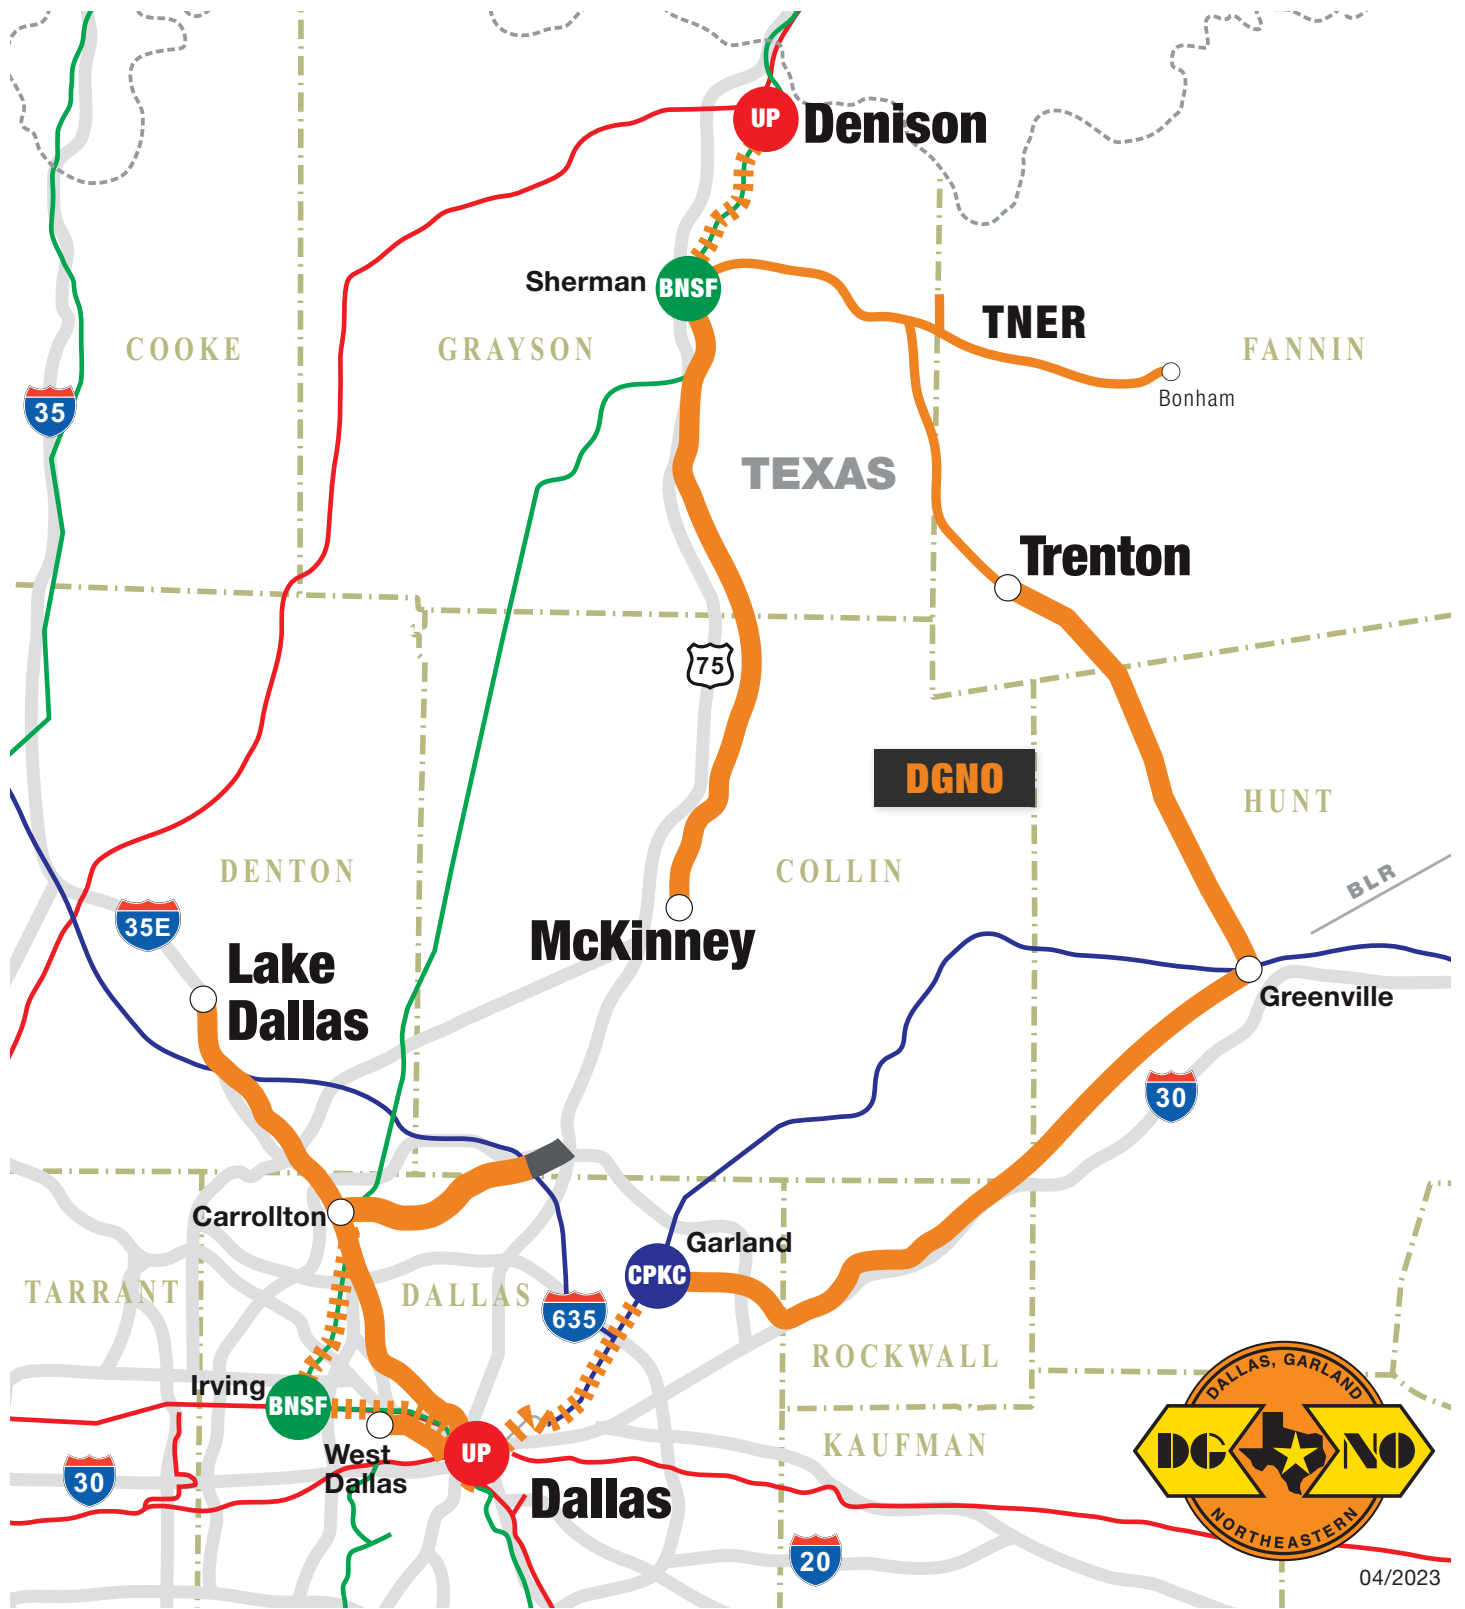 UP
Denison
Sherman
BNSF
TNER
COOKE
GRAYSON
FANNIN
35
Bonham
TEXAS
Trenton
75
DGNO
HUNT
DENTON
COLLIN
BLR
35E
McKinney
Lake
Dallas
Greenville
30
Carrollton
Garland
CPKC
TARRANT
DALLAS
635
ROCKWALL
Irving
BNSF
West
Dallas
UP
KAUFMAN
30
Dallas
20
DALLAS, GARLAND
DG NO
NORTHEASTERN
04/2023